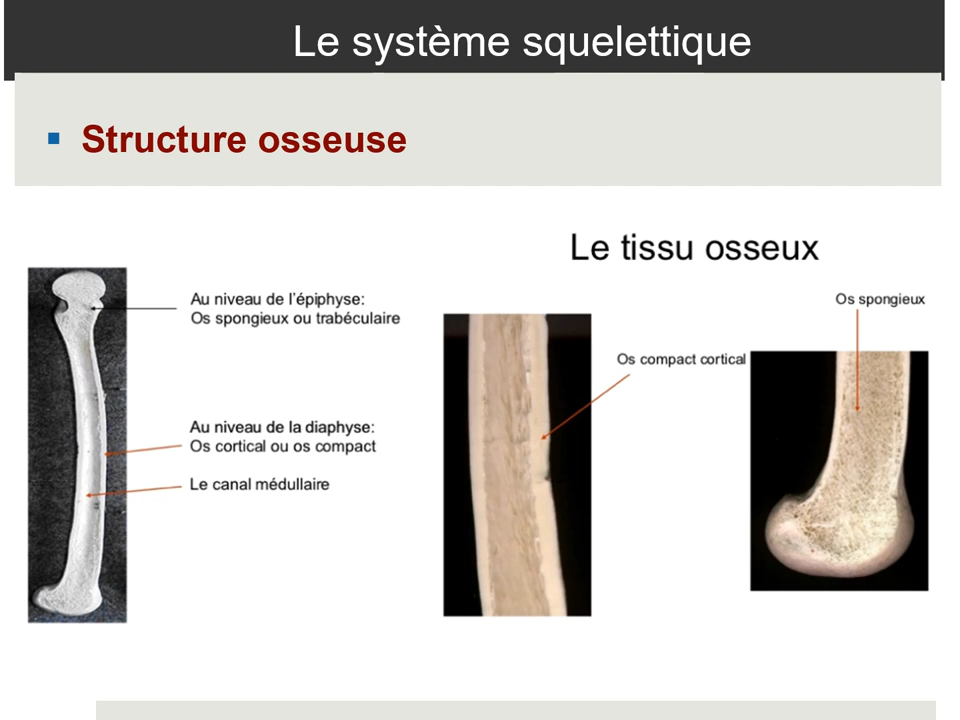 Le système squelettique
Structure osseuse
Le tissu osseux
Au niveau de l'épiphyse:
Os spongieux ou trabéculaire
Au niveau de la diaphyse:
Os cortical ou os compact
Le canal médullaire
Os compact cortical
Os spongieux